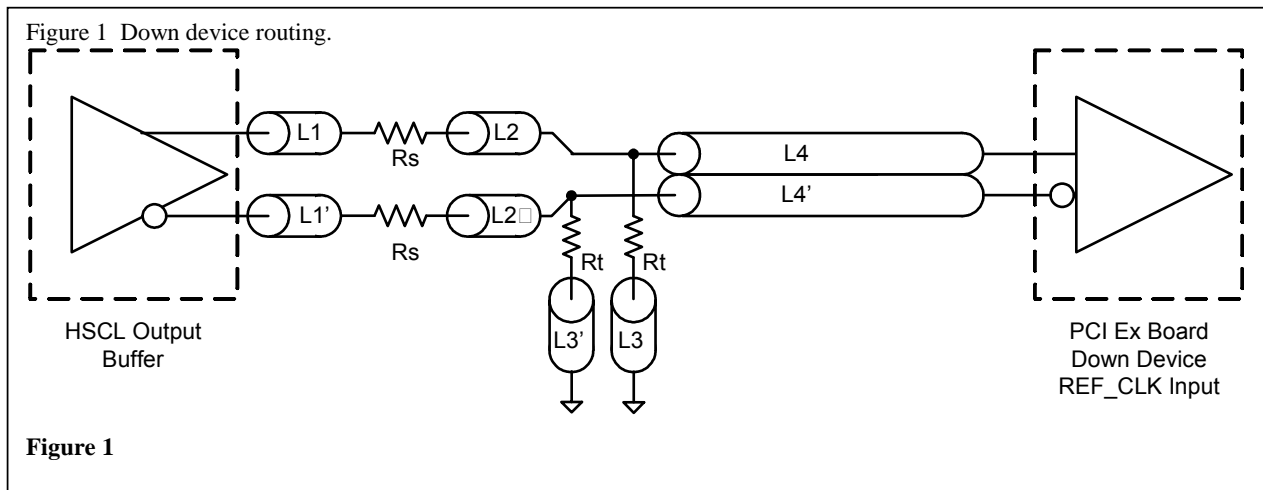 Figure 1 Down device routing.
L1
Rs
L2
L4
L1’
Rs
L2□
L4’
Rt
Rt
L3’
L3
HSCL Output
Buffer
PCI Ex Board
Down Device
REF_CLK Input
Figure 1